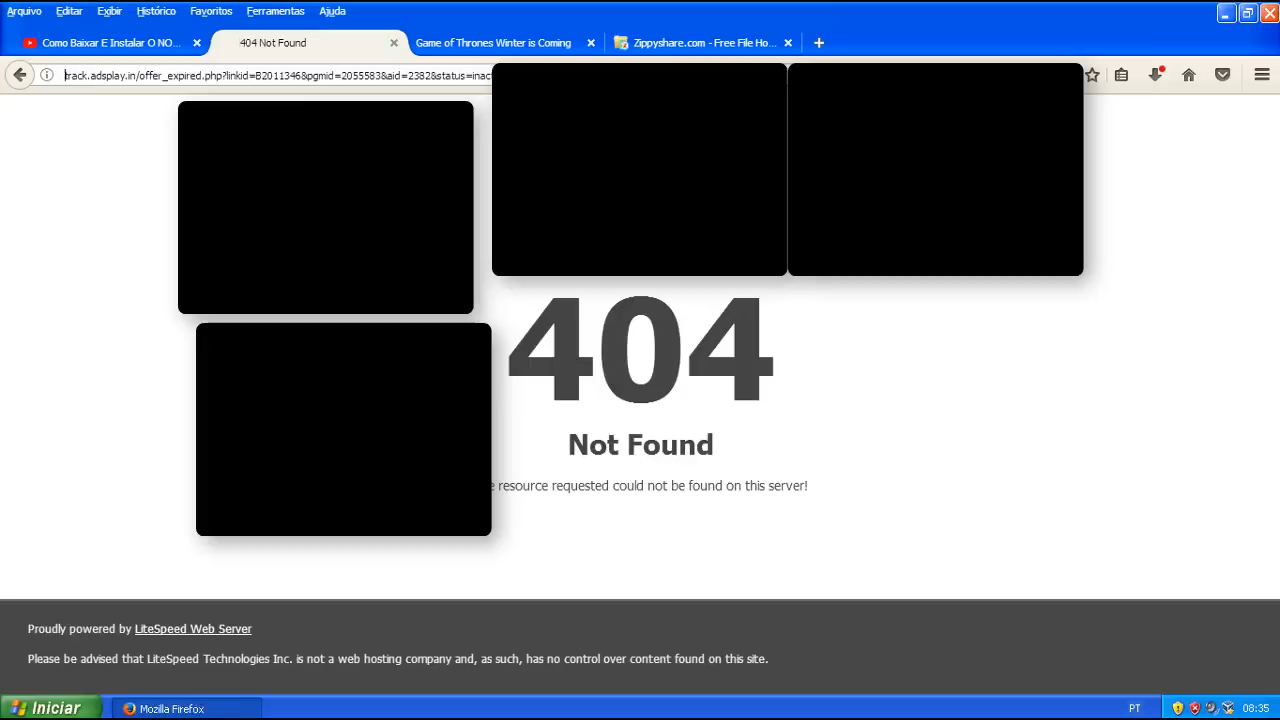 Arquivo Editar Exibir Histórico Favoritos Ferramentas Ajuda
Como Baixar E Instalar O NO... 404 Not Found Game of Thrones Winter is Coming Zippyshare.com - Free File Ho...
track.adsplay.in/offer_expired.php?linkid=B2011346&pgmid=2055583&aid=2382&status=inac
404
Not Found
resource requested could not be found on this server!
Proudly powered by LiteSpeed Web Server
Please be advised that LiteSpeed Technologies Inc. is not a web hosting company and, as such, has no control over content found on this site.
Iniciar Mozilla Firefox PT 08:35